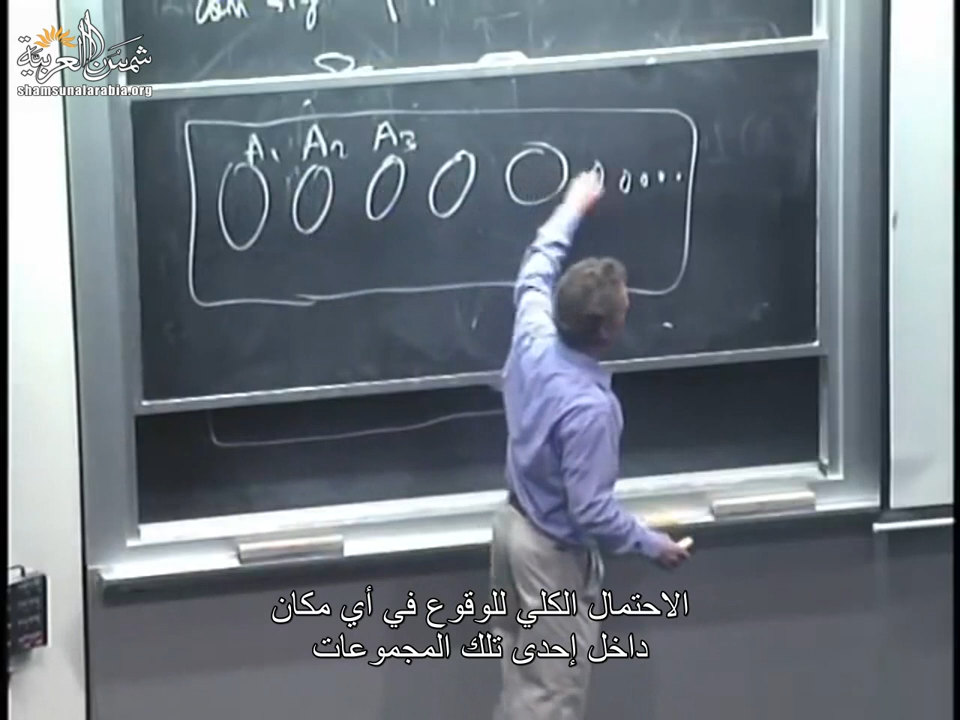 شمس العربية
shamsunalarabia.org
A₁ A₂ A₃
الاحتمال الكلي للوقوع في أي مكان
داخل إحدى تلك المجموعات